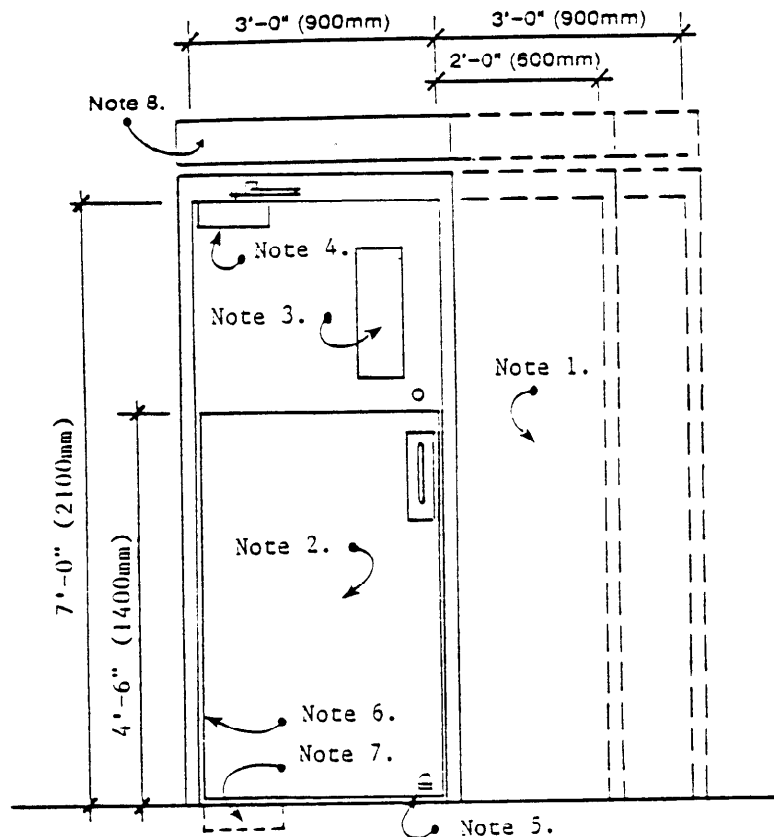 3'-0" (900mm)
3'-0" (900mm)
2'-0" (600mm)
Note 8.
Note 4.
Note 3.
Note 1.
7'-0" (2100mm)
4'-6" (1400mm)
Note 2.
Note 6.
Note 7.
Note 5.